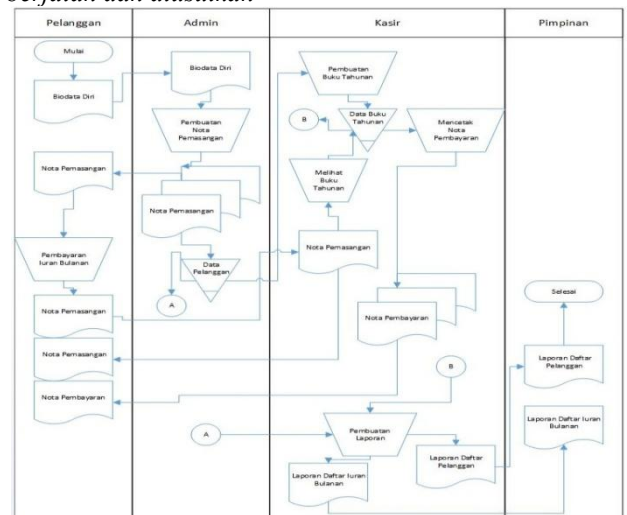 berjalan dan diusulkan
Pelanggan
Admin
Kasir
Pimpinan
Mulai
Biodata Diri
Nota Pemasangan
Pembayaran
Iuran Bulanan
Nota Pemasangan
Nota Pemasangan
Nota Pembayaran
Biodata Diri
Pembuatan
Nota
Pemasangan
Nota Pemasangan
Data
Pelanggan
A
A
Pembuatan
Buku Tahunan
B
Data Buku
Tahunan
Mencetak
Nota
Pembayaran
Melihat
Buku
Tahunan
Nota Pemasangan
Nota Pembayaran
B
Pembuatan
Laporan
Laporan Daftar
Pelanggan
Laporan Daftar Iuran
Bulanan
Selesai
Laporan Daftar
Pelanggan
Laporan Daftar Iuran
Bulanan